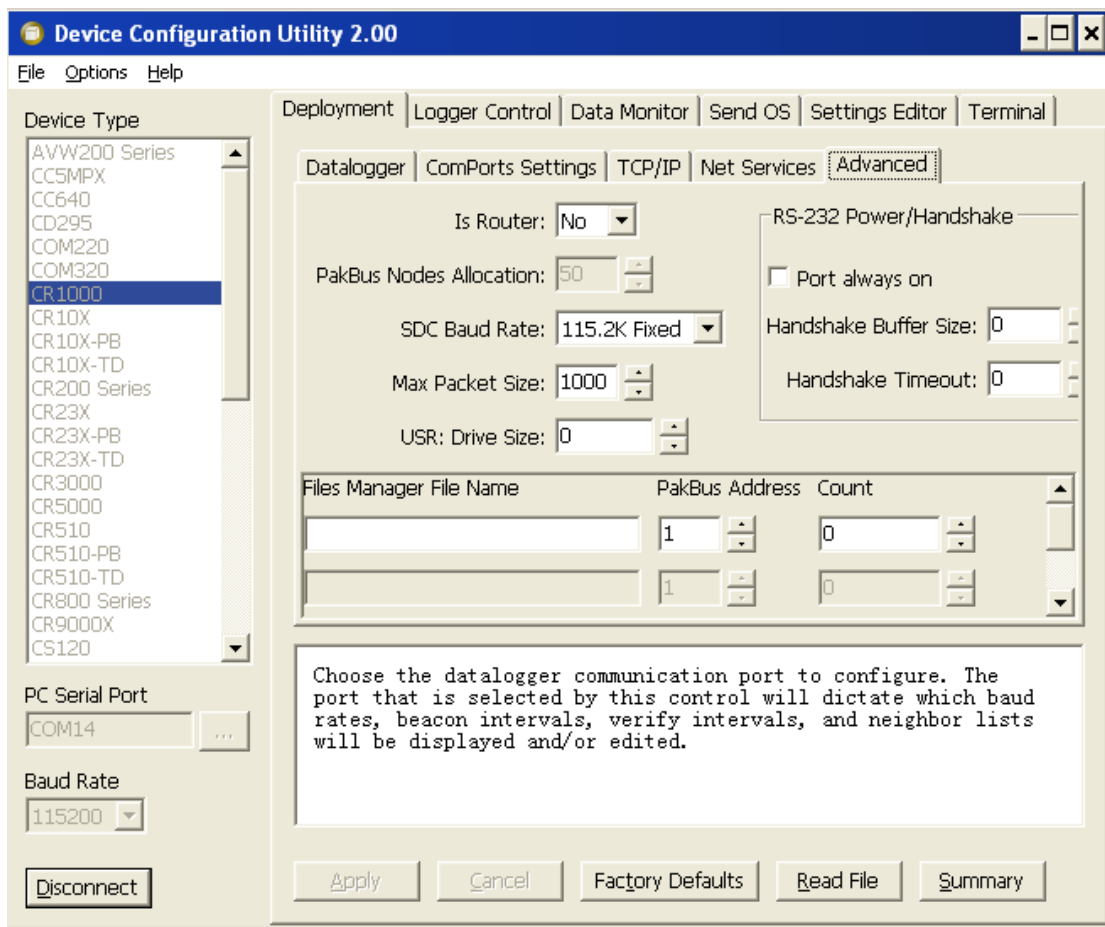 Device Configuration Utility 2.00
File Options Help
Device Type
AVW200 Series
CC5MPX
CC640
CD295
COM220
COM320
CR1000
CR10X
CR10X-PB
CR10X-TD
CR200 Series
CR23X
CR23X-PB
CR23X-TD
CR3000
CR5000
CR510
CR510-PB
CR510-TD
CR800 Series
CR9000X
CS120
PC Serial Port
COM14 ...
Baud Rate
115200
Disconnect
Deployment Logger Control Data Monitor Send OS Settings Editor Terminal
Datalogger ComPorts Settings TCP/IP Net Services Advanced
Is Router: No
PakBus Nodes Allocation: 50
SDC Baud Rate: 115.2K Fixed
Max Packet Size: 1000
USR: Drive Size: 0
RS-232 Power/Handshake
Port always on
Handshake Buffer Size: 0
Handshake Timeout: 0
Files Manager File Name PakBus Address Count
1 0
1 0
Choose the datalogger communication port to configure. The
port that is selected by this control will dictate which baud
rates, beacon intervals, verify intervals, and neighbor lists
will be displayed and/or edited.
Apply Cancel Factory Defaults Read File Summary